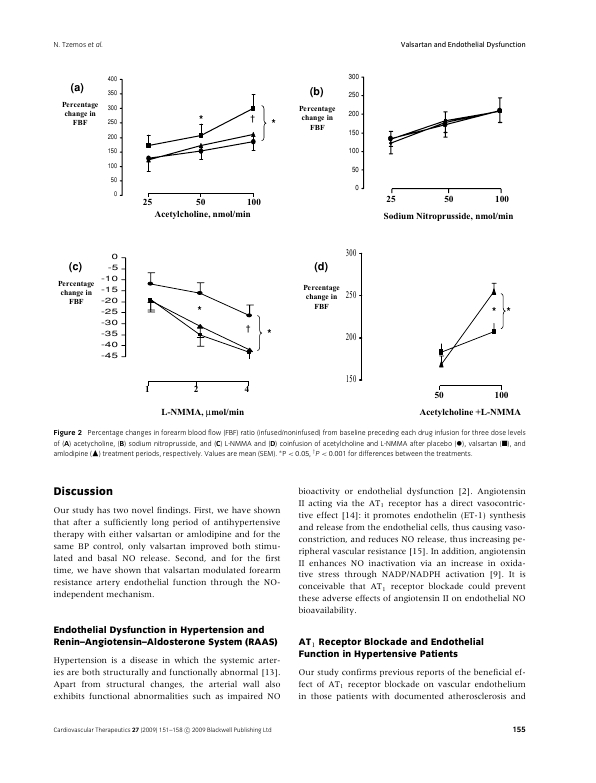 N. Tzemos et al.
Valsartan and Endothelial Dysfunction
(a)
Percentage
change in
FBF
400
350
300
250
200
150
100
50
0
*
†
*
25 50 100
Acetylcholine, nmol/min
(b)
Percentage
change in
FBF
300
250
200
150
100
50
0
25 50 100
Sodium Nitroprusside, nmol/min
(c)
Percentage
change in
FBF
0
-5
-10
-15
-20
-25
-30
-35
-40
-45
*
†
*
1 2 4
L-NMMA, μmol/min
(d)
Percentage
change in
FBF
300
250
200
150
*
*
50 100
Acetylcholine +L-NMMA
Figure 2 Percentage changes in forearm blood flow (FBF) ratio (infused/noninfused) from baseline preceding each drug infusion for three dose levels
of (A) acetycholine, (B) sodium nitroprusside, and (C) L-NMMA and (D) coinfusion of acetylcholine and L-NMMA after placebo (●), valsartan (■), and
amlodipine (▲) treatment periods, respectively. Values are mean (SEM). *P < 0.05, †P < 0.001 for differences between the treatments.
Discussion
Our study has two novel findings. First, we have shown
that after a sufficiently long period of antihypertensive
therapy with either valsartan or amlodipine and for the
same BP control, only valsartan improved both stimu-
lated and basal NO release. Second, and for the first
time, we have shown that valsartan modulated forearm
resistance artery endothelial function through the NO-
independent mechanism.
Endothelial Dysfunction in Hypertension and
Renin–Angiotensin–Aldosterone System (RAAS)
Hypertension is a disease in which the systemic arter-
ies are both structurally and functionally abnormal [13].
Apart from structural changes, the arterial wall also
exhibits functional abnormalities such as impaired NO
bioactivity or endothelial dysfunction [2]. Angiotensin
II acting via the AT1 receptor has a direct vasocontric-
tive effect [14]: it promotes endothelin (ET-1) synthesis
and release from the endothelial cells, thus causing vaso-
constriction, and reduces NO release, thus increasing pe-
ripheral vascular resistance [15]. In addition, angiotensin
II enhances NO inactivation via an increase in oxida-
tive stress through NADP/NADPH activation [9]. It is
conceivable that AT1 receptor blockade could prevent
these adverse effects of angiotensin II on endothelial NO
bioavailability.
AT1 Receptor Blockade and Endothelial
Function in Hypertensive Patients
Our study confirms previous reports of the beneficial ef-
fect of AT1 receptor blockade on vascular endothelium
in those patients with documented atherosclerosis and
Cardiovascular Therapeutics 27 (2009) 151–158 © 2009 Blackwell Publishing Ltd
155